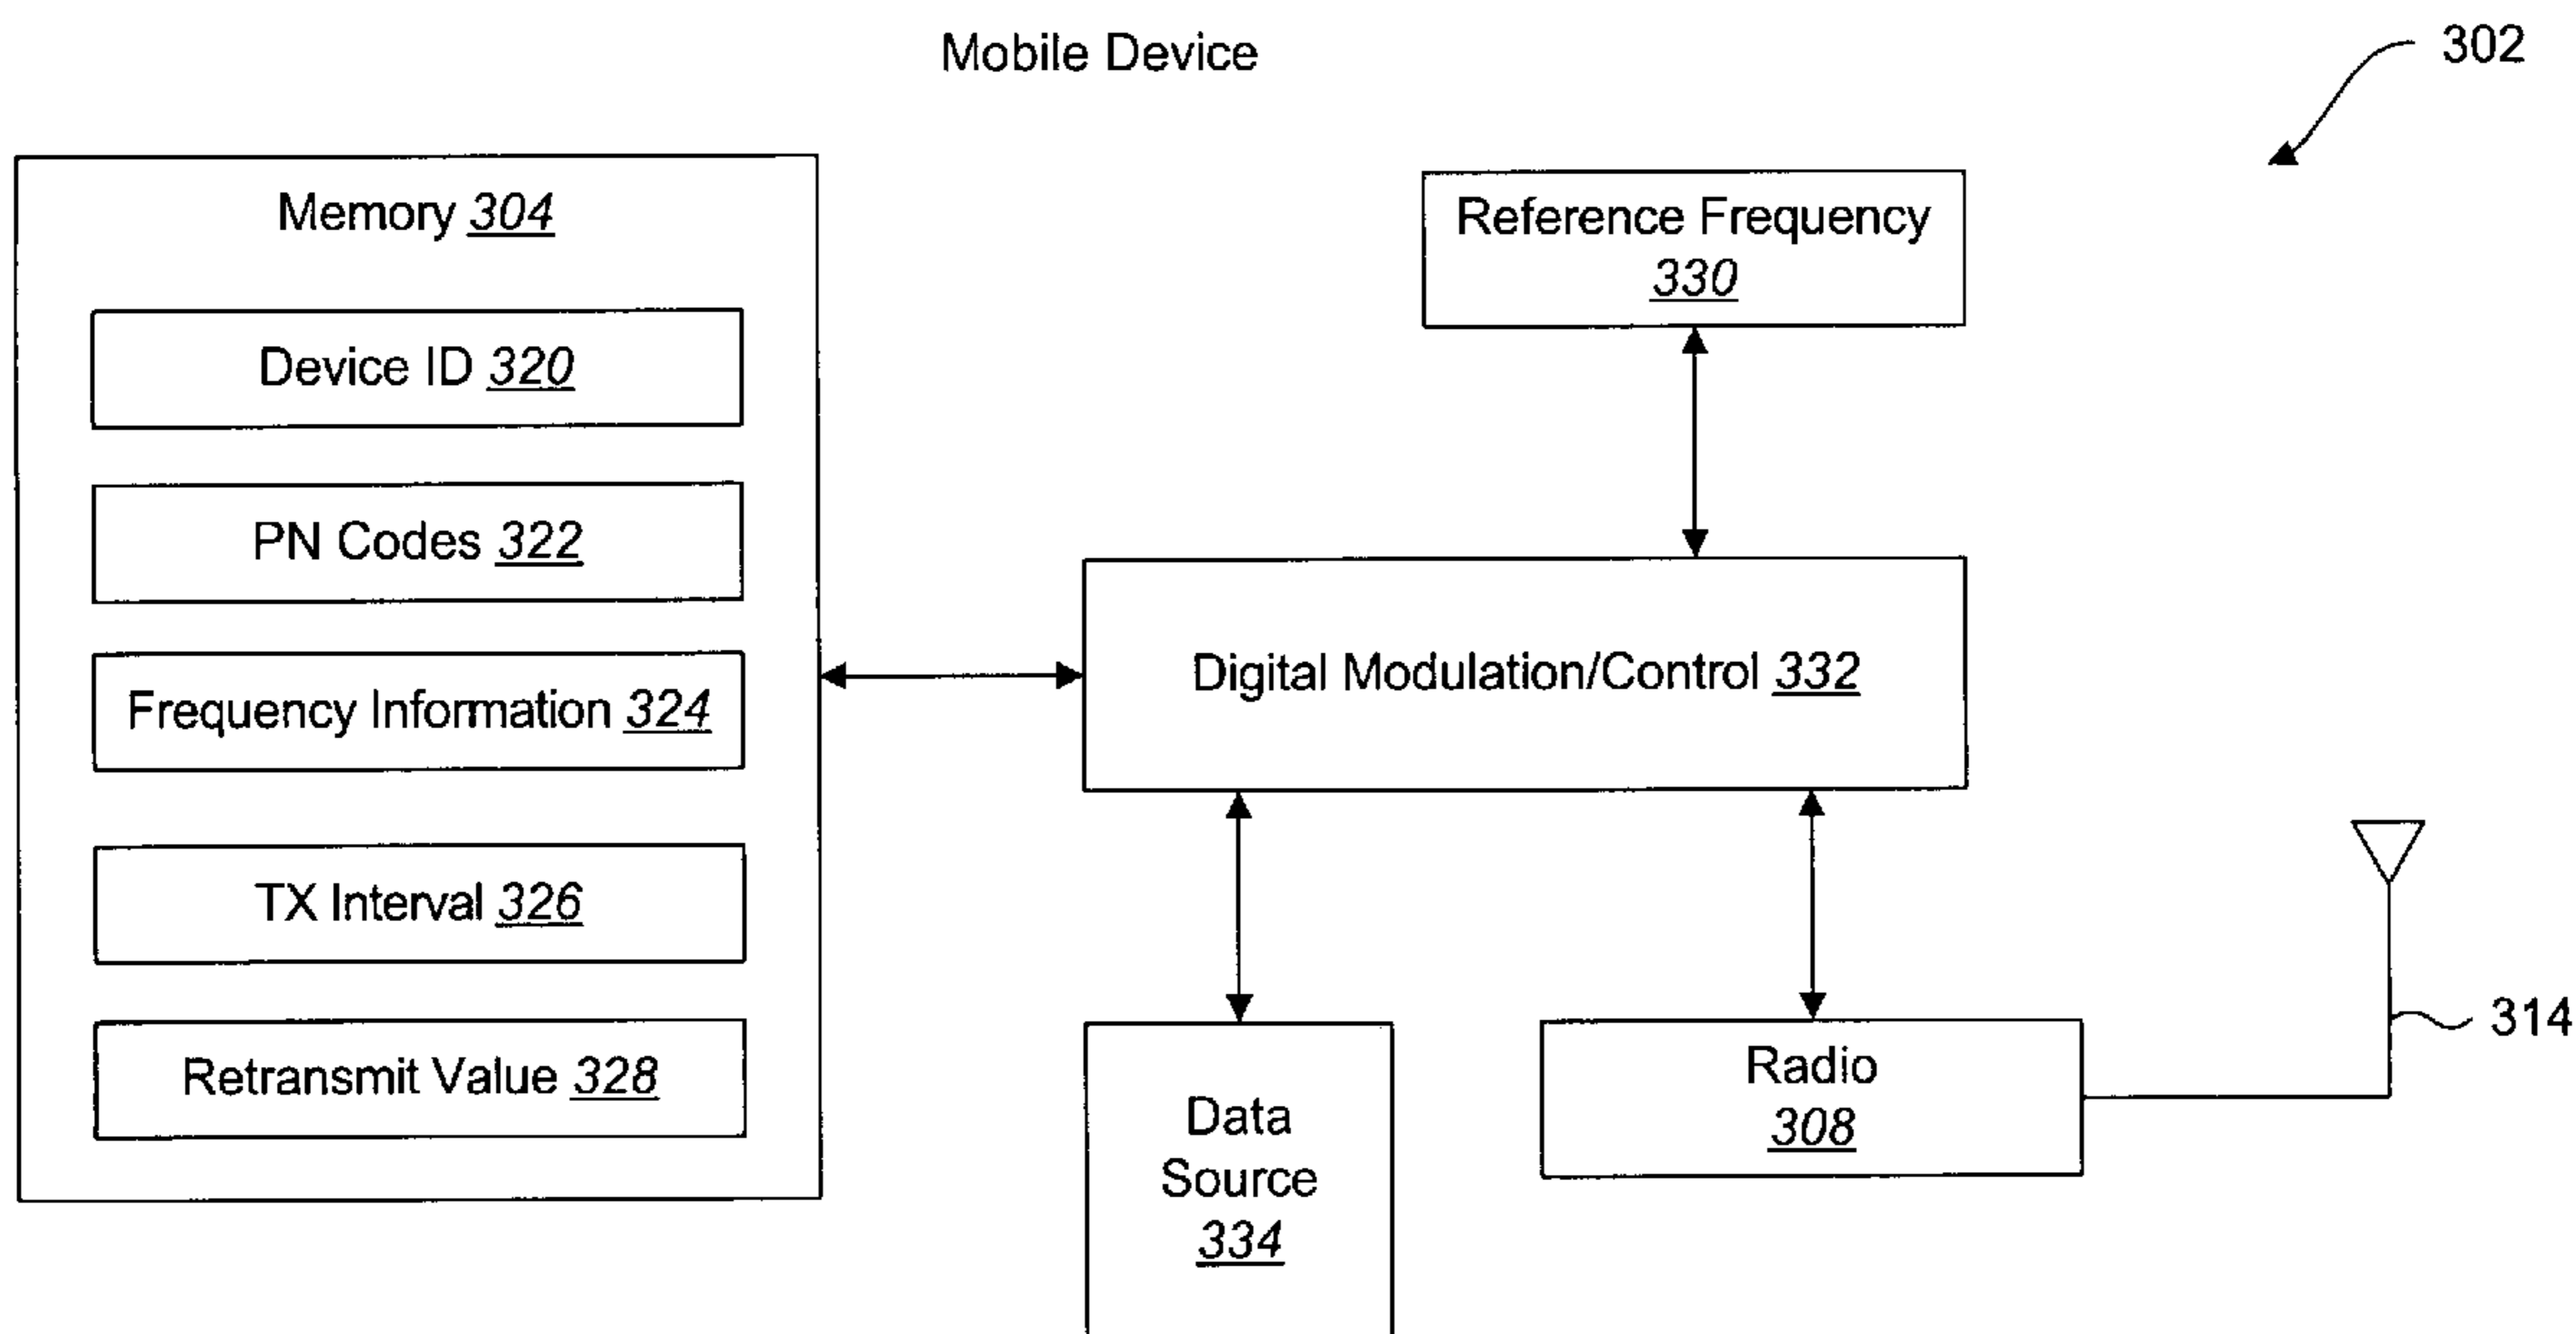 Mobile Device
302
Memory 304
Device ID 320
PN Codes 322
Frequency Information 324
TX Interval 326
Retransmit Value 328
Reference Frequency
330
Digital Modulation/Control 332
Data
Source
334
Radio
308
314